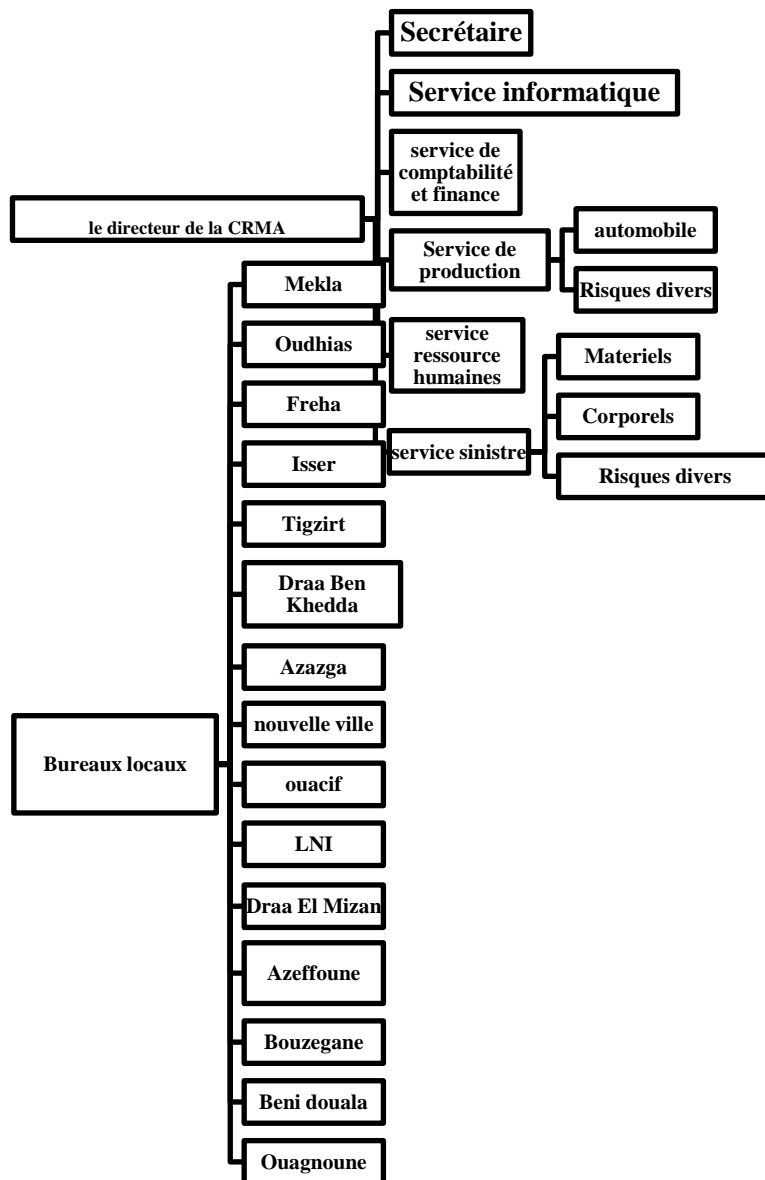 le directeur de la CRMA
Secrétaire
Service informatique
service de
comptabilité
et finance
Service de
production
automobile
Risques divers
service
ressource
humaines
service sinistre
Materiels
Corporels
Risques divers
Bureaux locaux
Mekla
Oudhias
Freha
Isser
Tigzirt
Draa Ben
Khedda
Azazga
nouvelle ville
ouacif
LNI
Draa El Mizan
Azeffoune
Bouzegane
Beni douala
Ouagnoune